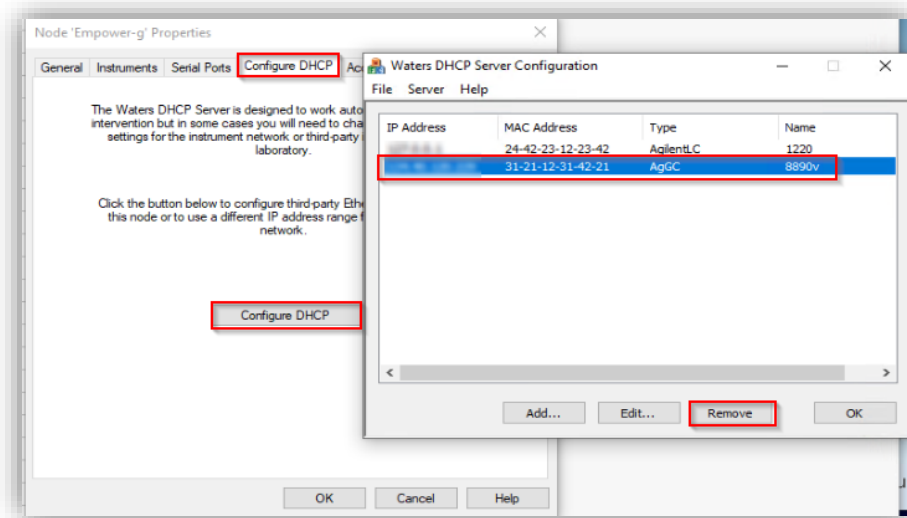 Node 'Empower-g' Properties
General Instruments Serial Ports Configure DHCP
The Waters DHCP Server is designed to work
intervention but in some cases you will need to
settings for the instrument network or third-party
laboratory.
Click the button below to configure third-party
this node or to use a different IP address range
network.
Configure DHCP
OK Cancel Help
Waters DHCP Server Configuration
File Server Help
IP Address MAC Address Type Name
24-42-23-12-23-42 AgilentLC 1220
31-21-12-31-42-21 AgGC 8890v
Add... Edit... Remove OK